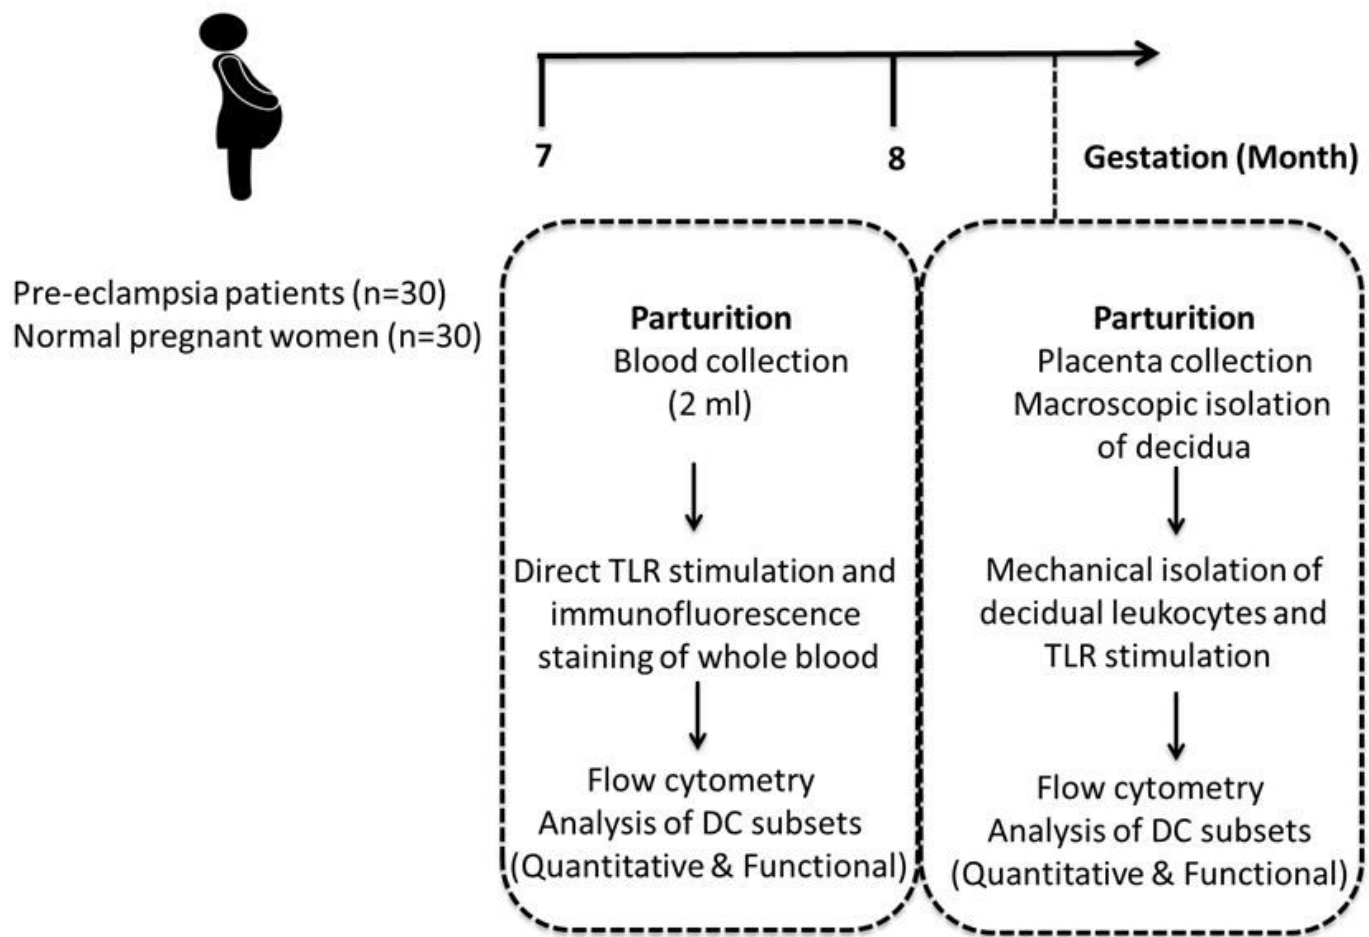 7
8
Gestation (Month)
Pre-eclampsia patients (n=30)
Normal pregnant women (n=30)
Parturition
Blood collection
(2 ml)
Direct TLR stimulation and
immunofluorescence
staining of whole blood
Flow cytometry
Analysis of DC subsets
(Quantitative & Functional)
Parturition
Placenta collection
Macroscopic isolation
of decidua
Mechanical isolation of
decidual leukocytes and
TLR stimulation
Flow cytometry
Analysis of DC subsets
(Quantitative & Functional)